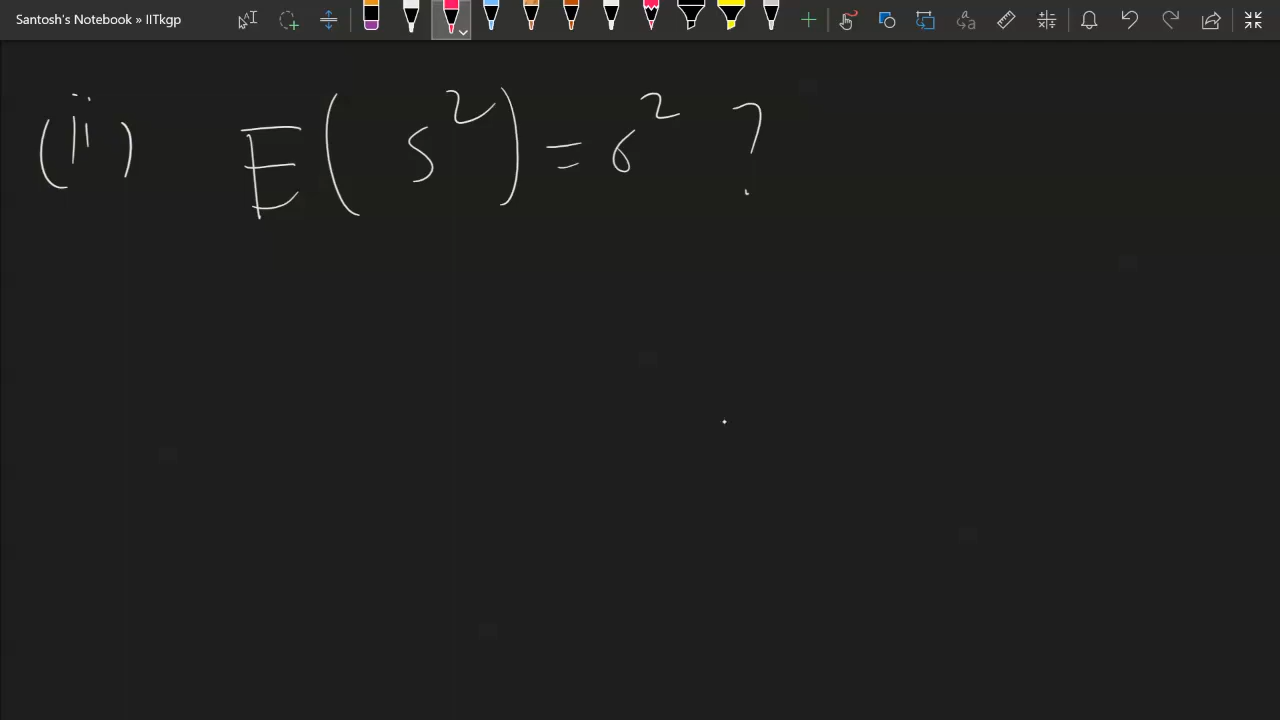 Santosh's Notebook » IITkgp
(ii) E(s²) = σ² ?